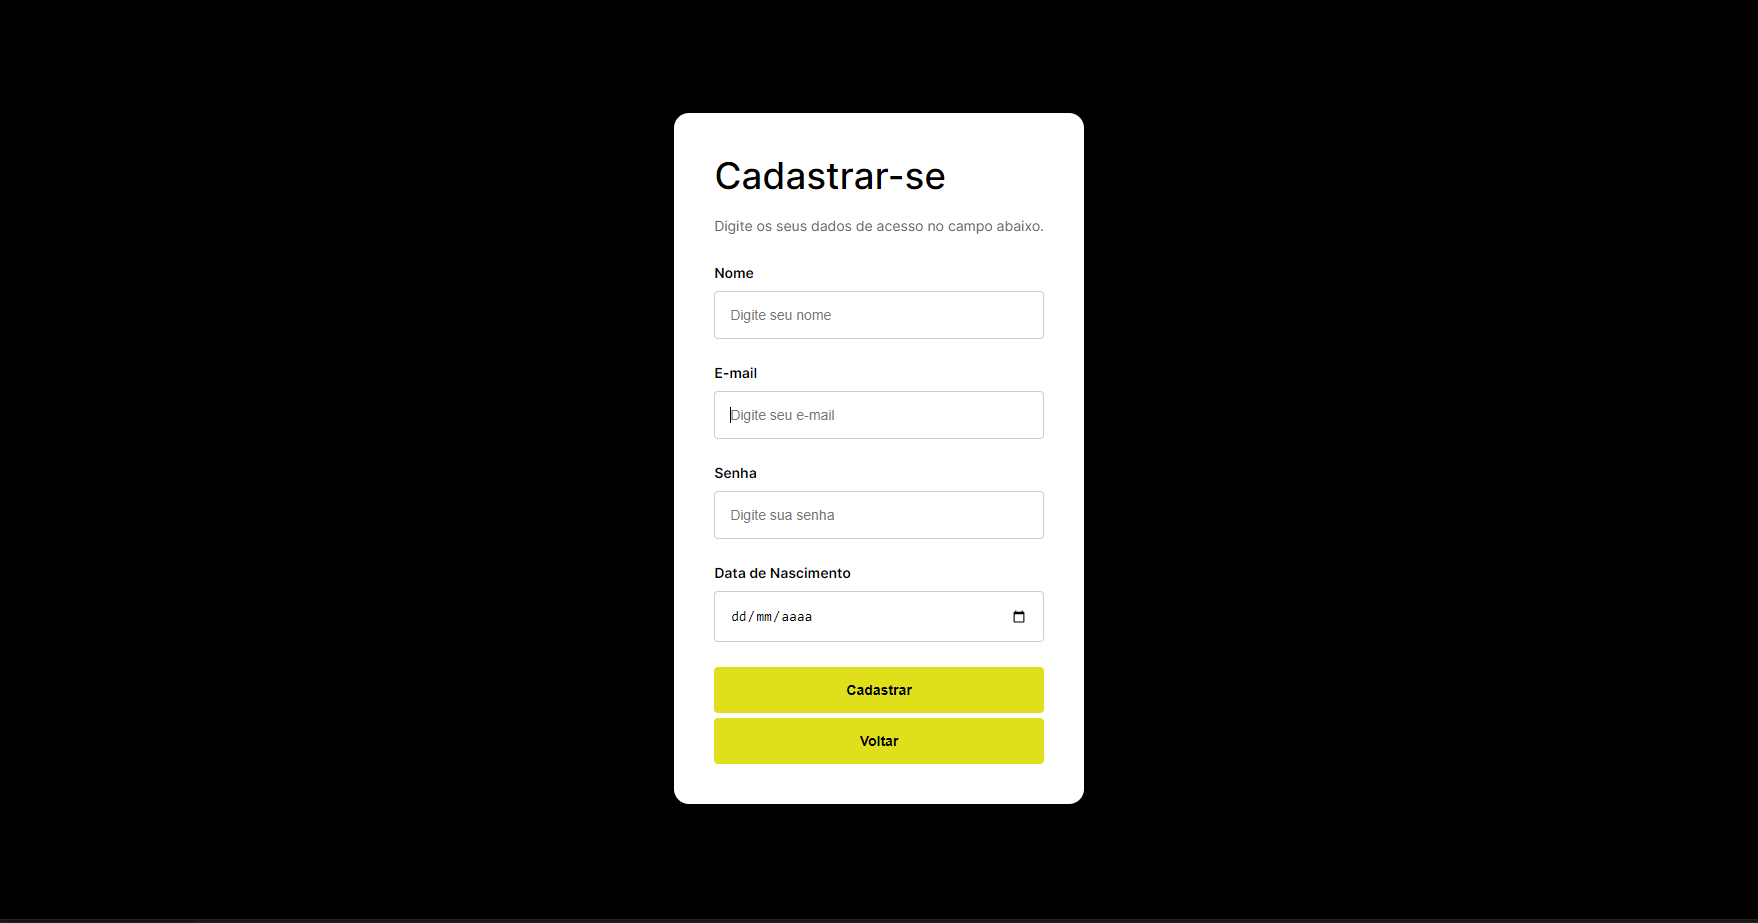 Cadastrar-se
Digite os seus dados de acesso no campo abaixo.
Nome
Digite seu nome
E-mail
Digite seu e-mail
Senha
Digite sua senha
Data de Nascimento
dd/mm/aaaa
Cadastrar
Voltar